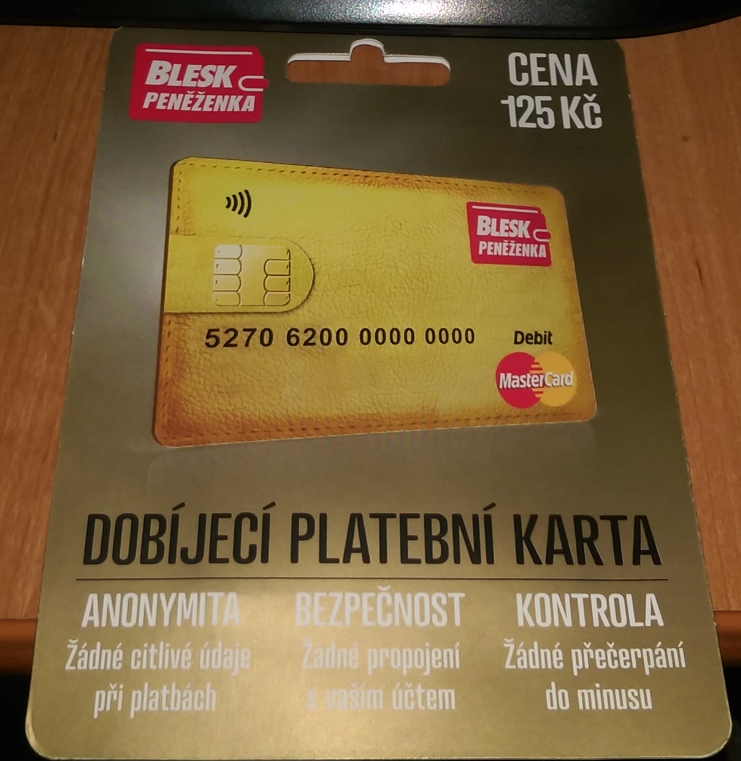 BLESK
PENĚŽENKA
CENA
125 Kč
BLESK
PENĚŽENKA
5270 6200 0000 0000
Debit
MasterCard
DOBÍJECÍ PLATEBNÍ KARTA
ANONYMITA BEZPEČNOST KONTROLA
Žádné citlivé údaje Žádné propojení Žádné přečerpání
při platbách s vaším účtem do minusu